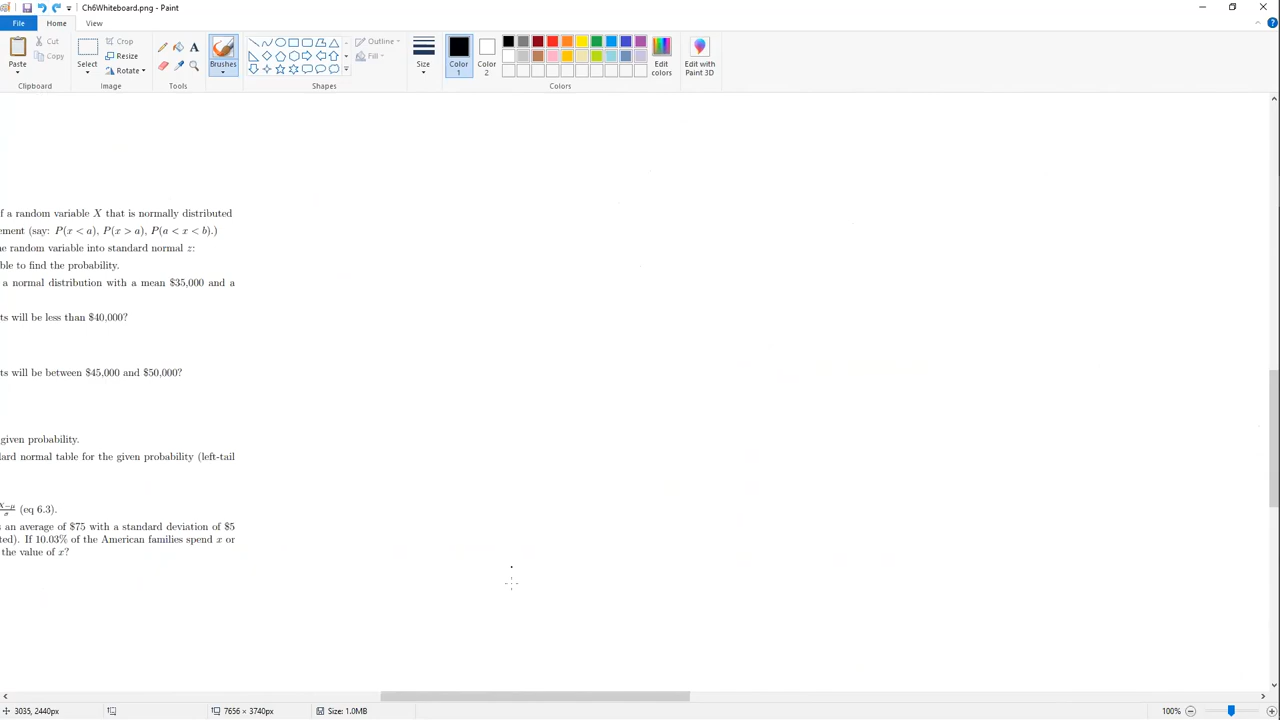 Ch6Whiteboard.png - Paint
File Home View
Paste
Cut
Copy
Clipboard
Select
Crop
Resize
Rotate
Image
Tools
Brushes
Outline
Fill
Shapes
Size
Color 1
Color 2
Edit colors
Edit with Paint 3D
Colors
f a random variable X that is normally distributed
ement (say: P(x < a), P(x > a), P(a < x < b).)
he random variable into standard normal z:
ble to find the probability.
a normal distribution with a mean $35,000 and a
ts will be less than $40,000?
ts will be between $45,000 and $50,000?
given probability.
dard normal table for the given probability (left-tail
X−μ/σ (eq 6.3).
s an average of $75 with a standard deviation of $5
ted). If 10.03% of the American families spend x or
the value of x?
3035, 2440px
7656 × 3740px
Size: 1.0MB
100%